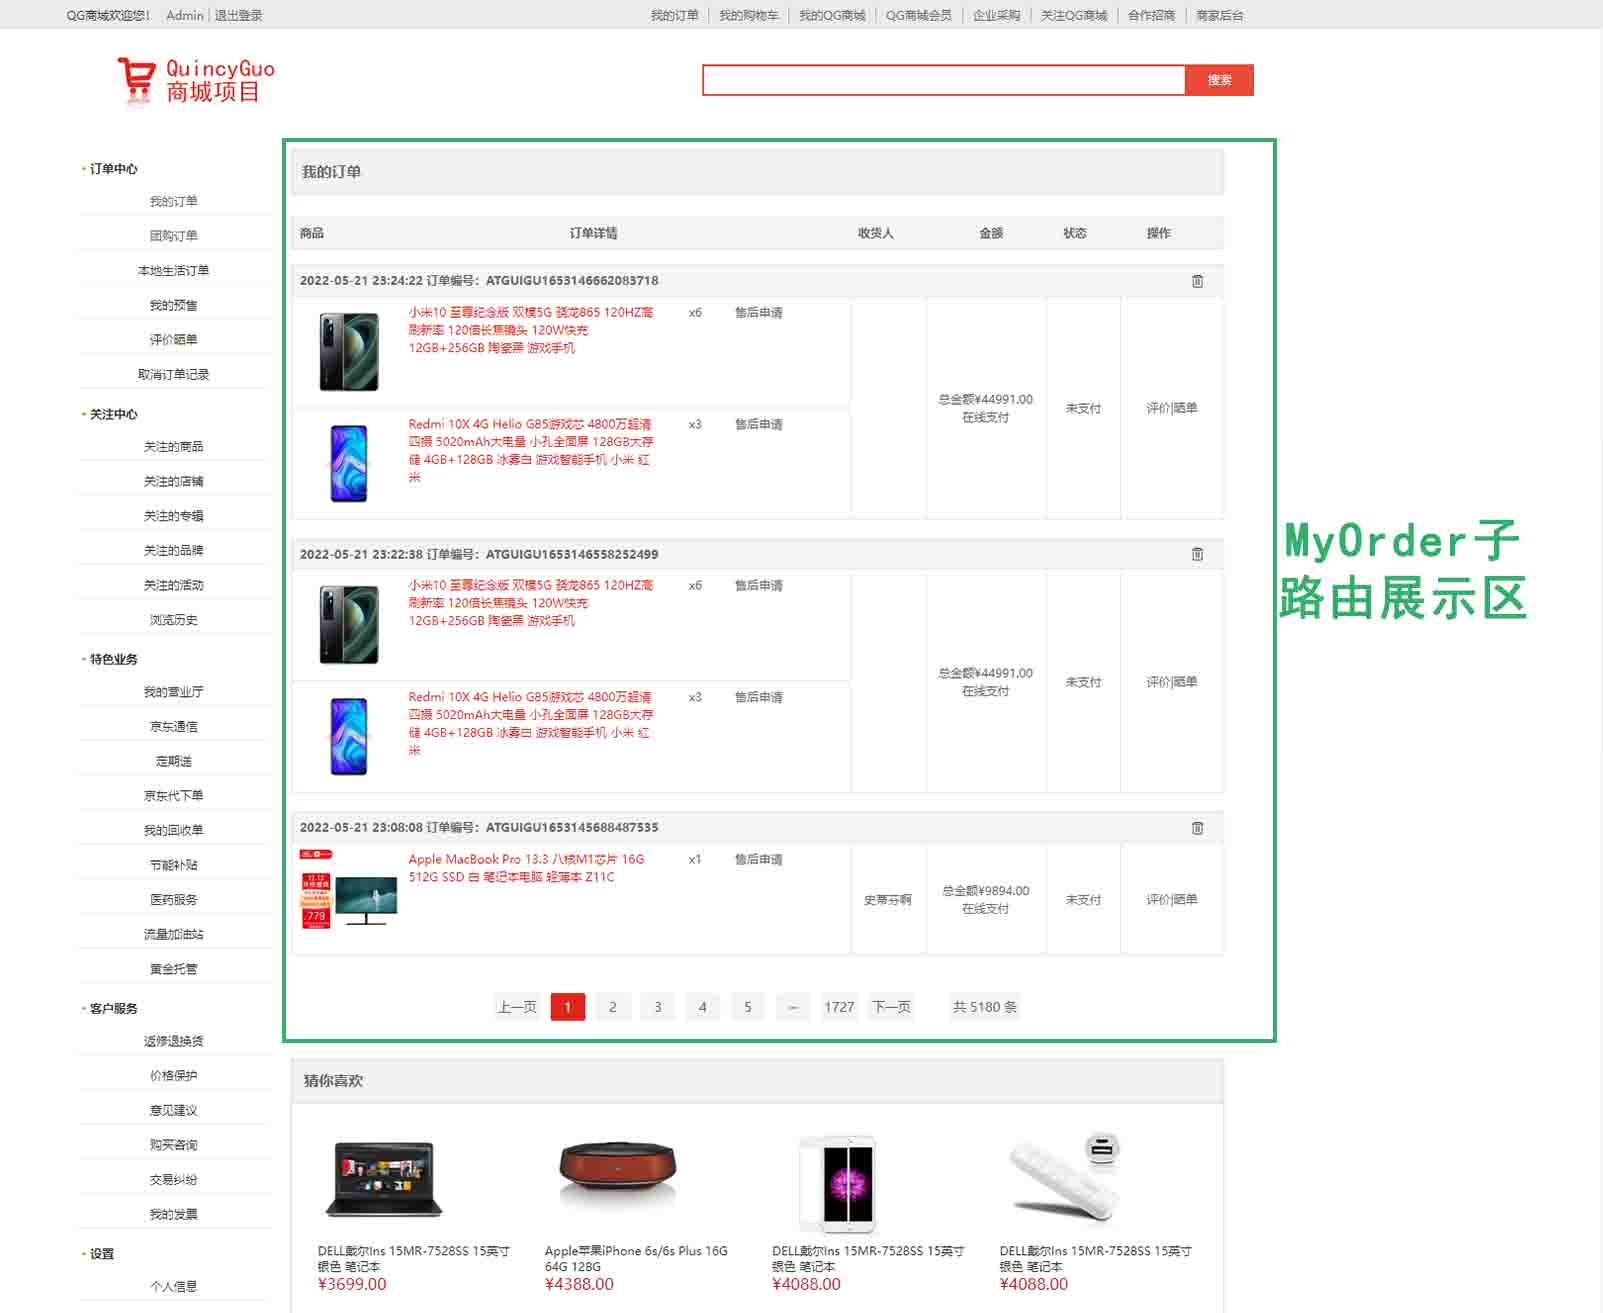 QG商城欢迎您! Admin | 退出登录
我的订单 | 我的购物车 | 我的QG商城 | QG商城会员 | 企业采购 | 关注QG商城 | 合作招商 | 商家后台
QuincyGuo
商城项目
搜索
订单中心
我的订单
团购订单
本地生活订单
我的预售
评价晒单
取消订单记录
关注中心
关注的商品
关注的店铺
关注的专辑
关注的品牌
关注的活动
浏览历史
特色业务
我的营业厅
京东通信
定期送
京东代下单
我的回收单
节能补贴
医药服务
流量加油站
黄金托管
客户服务
返修退换货
价格保护
意见建议
购买咨询
交易纠纷
我的发票
设置
个人信息
我的订单
商品 订单详情 收货人 金额 状态 操作
2022-05-21 23:24:22 订单编号：ATGUIGU1653146662083718
小米10 至尊纪念版 双模5G 骁龙865 120HZ高
刷新率 120倍长焦镜头 120W快充
12GB+256GB 陶瓷黑 游戏手机
x6 售后申请
Redmi 10X 4G Helio G85游戏芯 4800万超清
四摄 5020mAh大电量 小孔全面屏 128GB大存
储 4GB+128GB 冰雾白 游戏智能手机 小米 红
米
x3 售后申请
总金额¥44991.00
在线支付
未支付
评价|晒单
2022-05-21 23:22:38 订单编号：ATGUIGU1653146558252499
小米10 至尊纪念版 双模5G 骁龙865 120HZ高
刷新率 120倍长焦镜头 120W快充
12GB+256GB 陶瓷黑 游戏手机
x6 售后申请
Redmi 10X 4G Helio G85游戏芯 4800万超清
四摄 5020mAh大电量 小孔全面屏 128GB大存
储 4GB+128GB 冰雾白 游戏智能手机 小米 红
米
x3 售后申请
总金额¥44991.00
在线支付
未支付
评价|晒单
2022-05-21 23:08:08 订单编号：ATGUIGU1653145688487535
779
Apple MacBook Pro 13.3 八核M1芯片 16G
512G SSD 白 笔记本电脑 轻薄本 Z11C
x1 售后申请
史蒂芬啊
总金额¥9894.00
在线支付
未支付
评价|晒单
上一页 1 2 3 4 5 ··· 1727 下一页 共 5180 条
MyOrder子
路由展示区
猜你喜欢
DELL戴尔Ins 15MR-7528SS 15英寸
银色 笔记本
¥3699.00
Apple苹果iPhone 6s/6s Plus 16G
64G 128G
¥4388.00
DELL戴尔Ins 15MR-7528SS 15英寸
银色 笔记本
¥4088.00
DELL戴尔Ins 15MR-7528SS 15英寸
银色 笔记本
¥4088.00